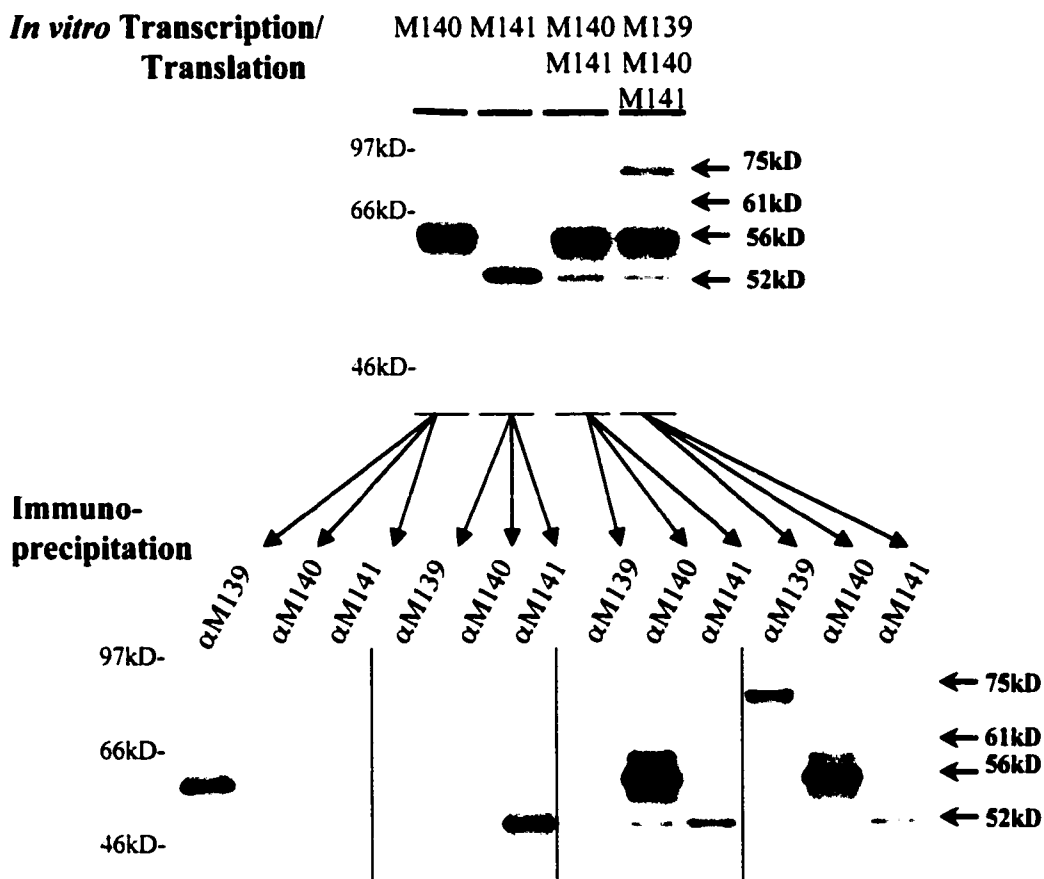 In vitro Transcription/ M140 M141 M140 M139
Translation M141 M140
M141
97kD- 75kD
61kD
66kD-
56kD
52kD
46kD-
Immuno-
precipitation
αM139 αM140 αM141 αM139 αM140 αM141 αM139 αM140 αM141 αM139 αM140 αM141
97kD-
75kD
66kD- 61kD
56kD
52kD
46kD-